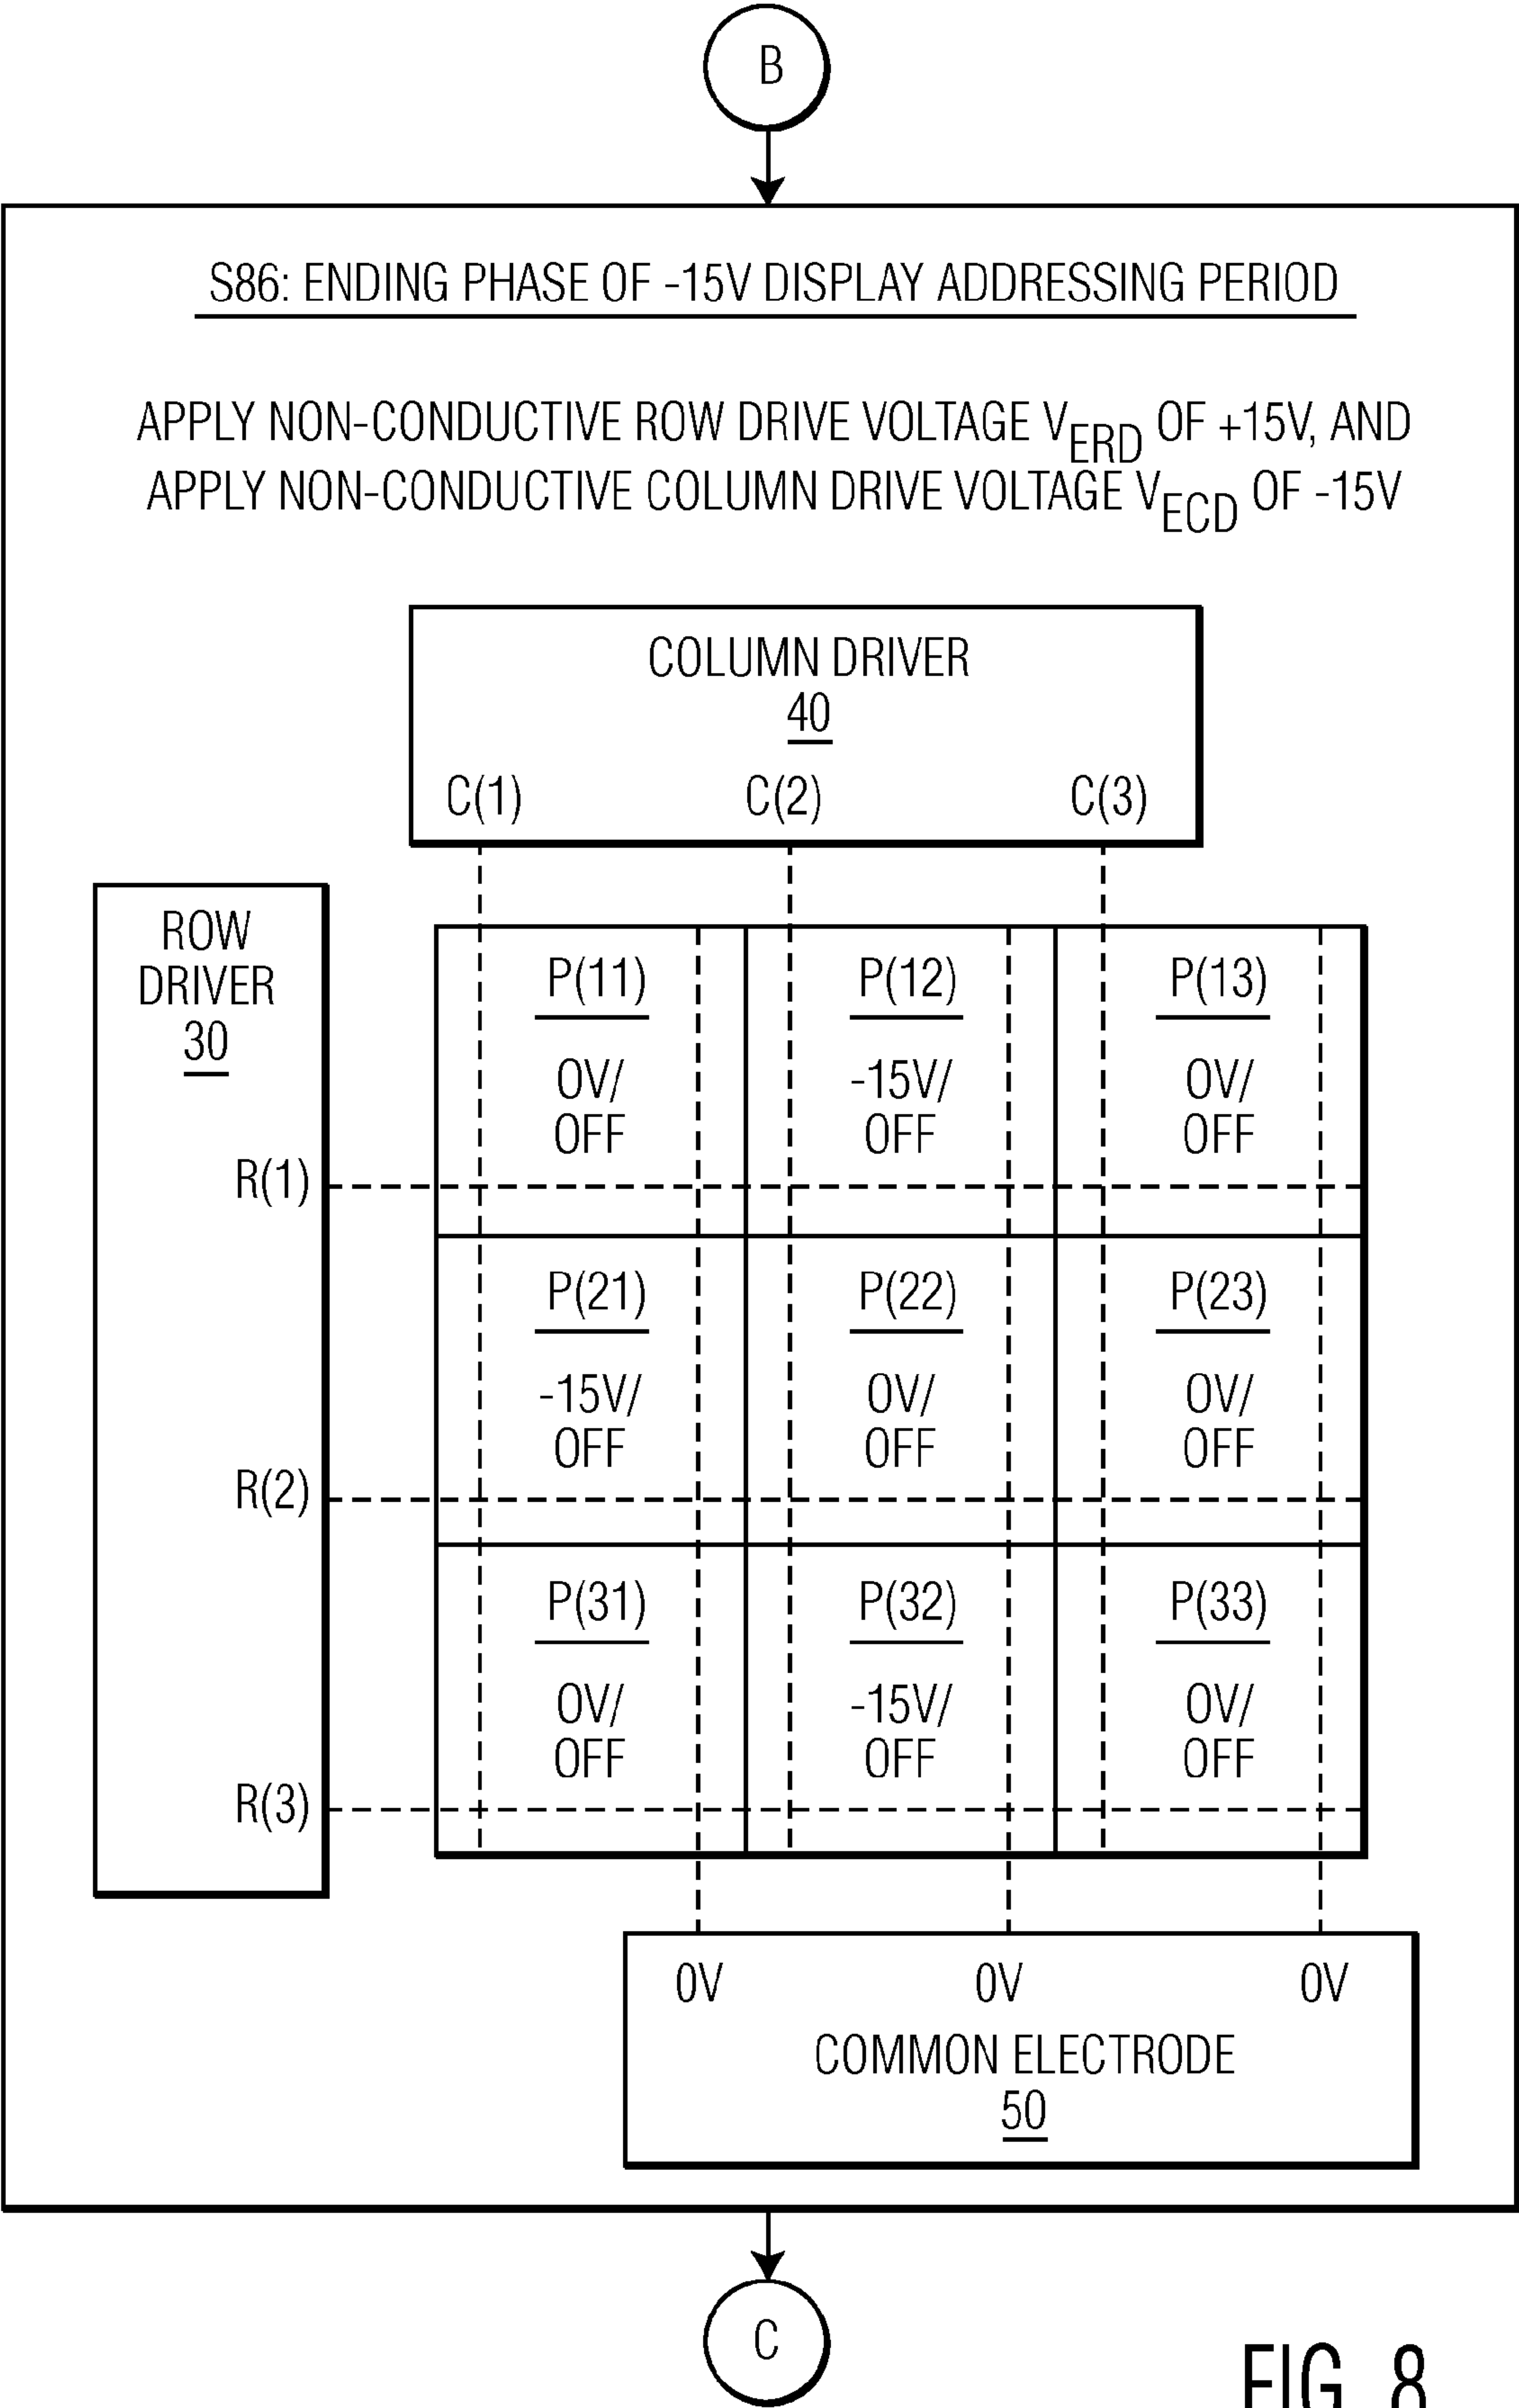 B
S86: ENDING PHASE OF -15V DISPLAY ADDRESSING PERIOD
APPLY NON-CONDUCTIVE ROW DRIVE VOLTAGE VERD OF +15V, AND
APPLY NON-CONDUCTIVE COLUMN DRIVE VOLTAGE VECD OF -15V
COLUMN DRIVER
40
C(1) C(2) C(3)
ROW
DRIVER
30
P(11) P(12) P(13)
0V/ -15V/ 0V/
OFF OFF OFF
R(1)
P(21) P(22) P(23)
-15V/ 0V/ 0V/
OFF OFF OFF
R(2)
P(31) P(32) P(33)
0V/ -15V/ 0V/
OFF OFF OFF
R(3)
0V 0V 0V
COMMON ELECTRODE
50
C
FIG. 8